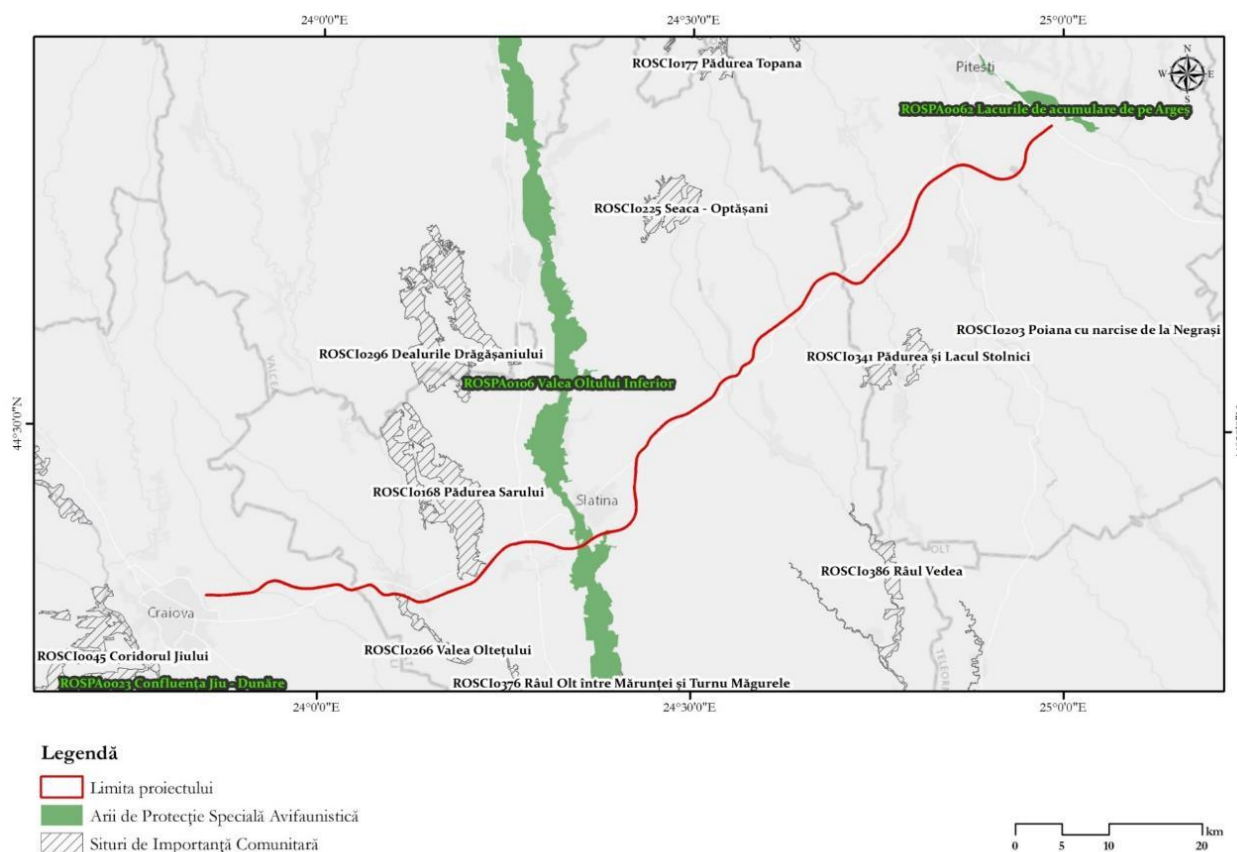 24°0'0"E
24°30'0"E
25°0'0"E
ROSCI0177 Pădurea Topana
Pitești
N
W E
S
ROSPA0062 Lacurile de acumulare de pe Argeș
ROSCI0225 Seaca - Optășani
ROSCI0203 Poiana cu narcise de la Negrași
ROSCI0296 Dealurile Drăgășaniului
ROSCI0341 Pădurea și Lacul Stolnici
VALCEA
ROSPA0106 Valea Oltului Inferior
44°30'0"N
ROSCI0168 Pădurea Sarului
Slatina
OLT
ROSCI0386 Râul Vedea
Craiova
ROSCI0045 Coridorul Jiului
ROSCI0266 Valea Oltețului
ROSPA0023 Confluența Jiu - Dunăre
ROSCI0376 Râul Olt între Mărunței și Turnu Măgurele
24°0'0"E
24°30'0"E
25°0'0"E
Legendă
Limita proiectului
Arii de Protecție Specială Avifaunistică
Situri de Importanță Comunitară
km
0 5 10 20